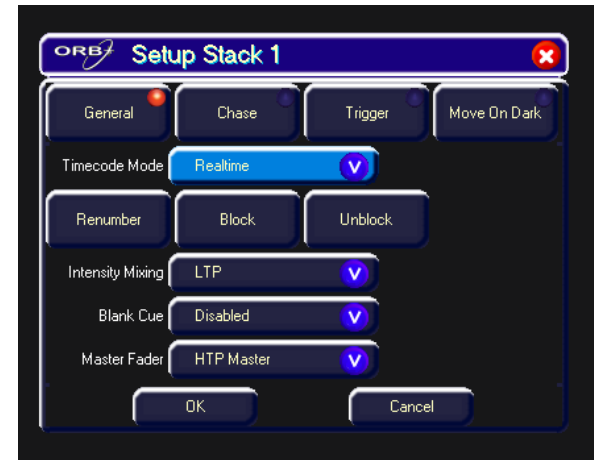 ORB Setup Stack 1
General Chase Trigger Move On Dark
Timecode Mode Realtime V
Renumber Block Unblock
Intensity Mixing LTP V
Blank Cue Disabled V
Master Fader HTP Master V
OK Cancel